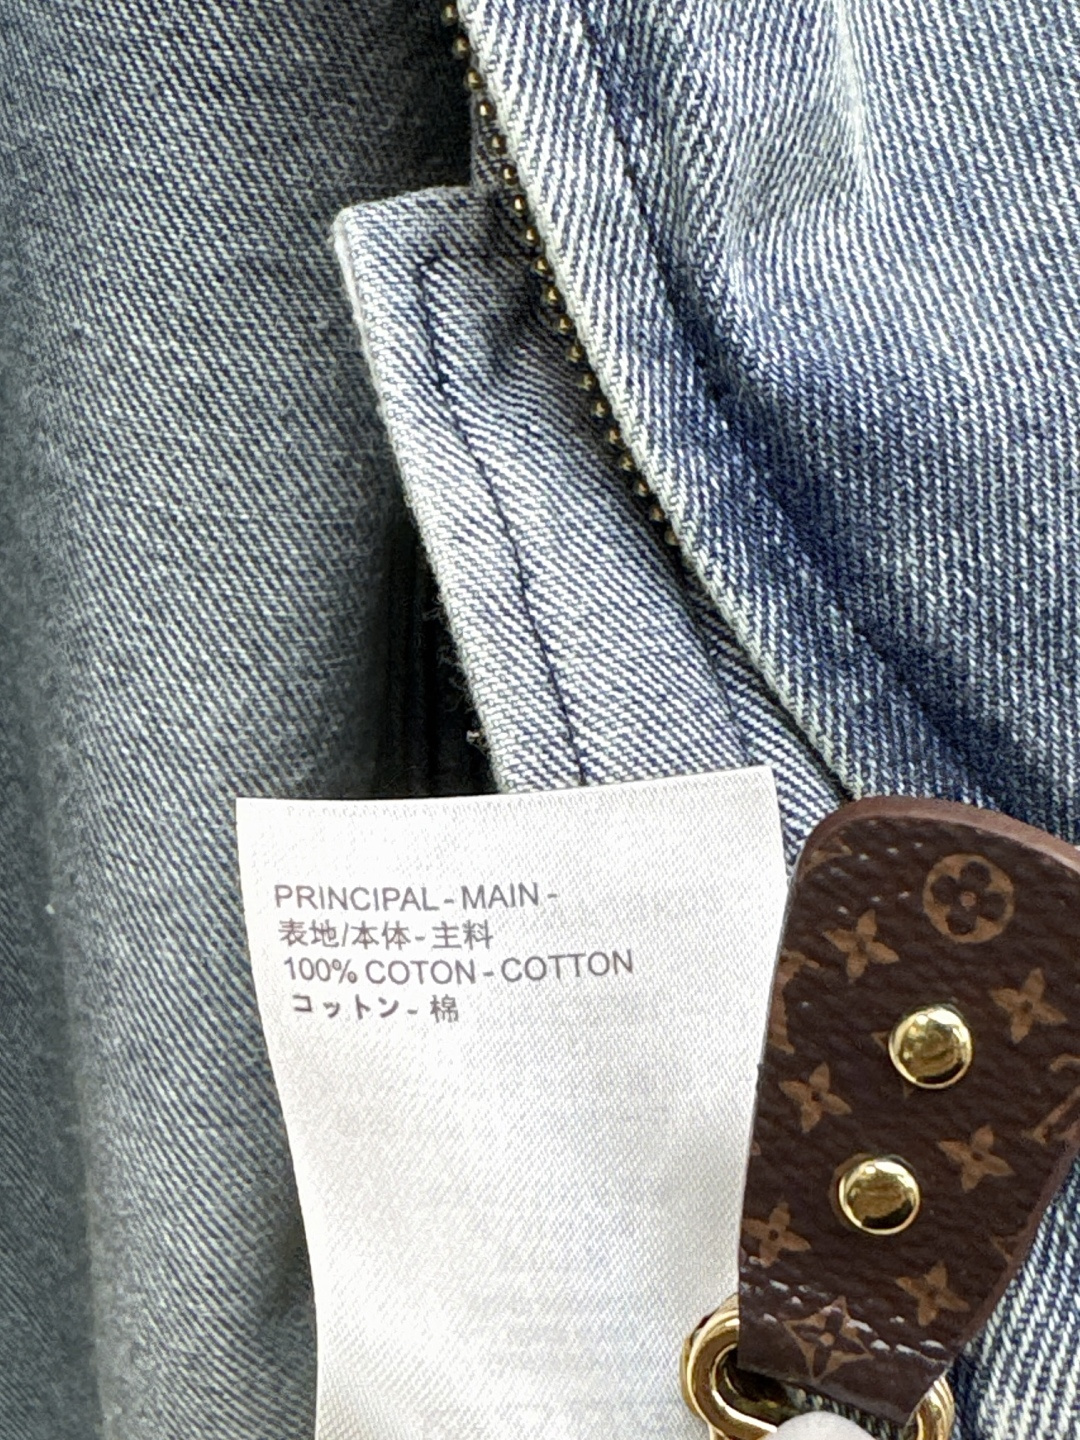 PRINCIPAL - MAIN -
表地/本体 - 主料
100% COTON - COTTON
コットン - 棉